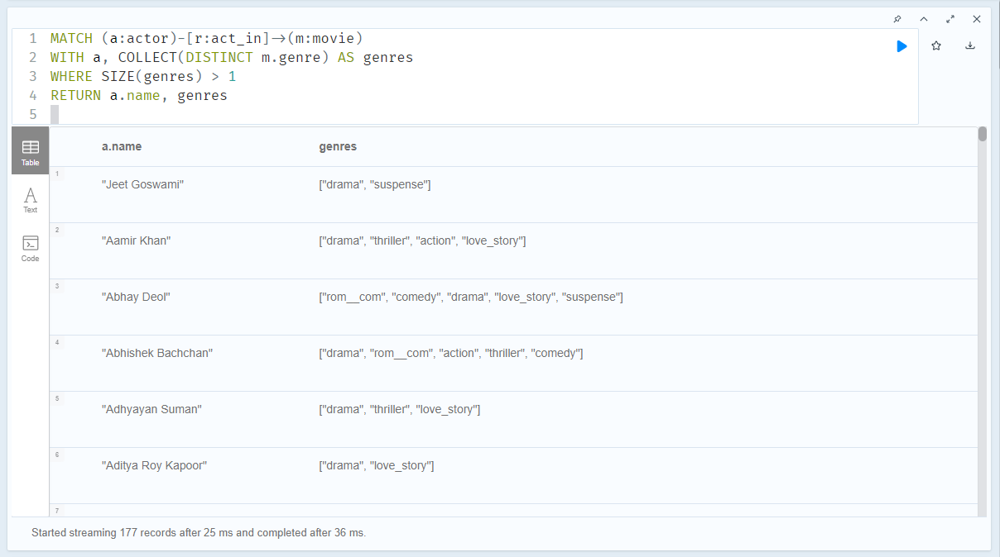 1 MATCH (a:actor)-[r:act_in]->(m:movie)
2 WITH a, COLLECT(DISTINCT m.genre) AS genres
3 WHERE SIZE(genres) > 1
4 RETURN a.name, genres
5
Table
Text
Code
a.name genres
1
"Jeet Goswami" ["drama", "suspense"]
2
"Aamir Khan" ["drama", "thriller", "action", "love_story"]
3
"Abhay Deol" ["rom__com", "comedy", "drama", "love_story", "suspense"]
4
"Abhishek Bachchan" ["drama", "rom__com", "action", "thriller", "comedy"]
5
"Adhyayan Suman" ["drama", "thriller", "love_story"]
6
"Aditya Roy Kapoor" ["drama", "love_story"]
7
Started streaming 177 records after 25 ms and completed after 36 ms.